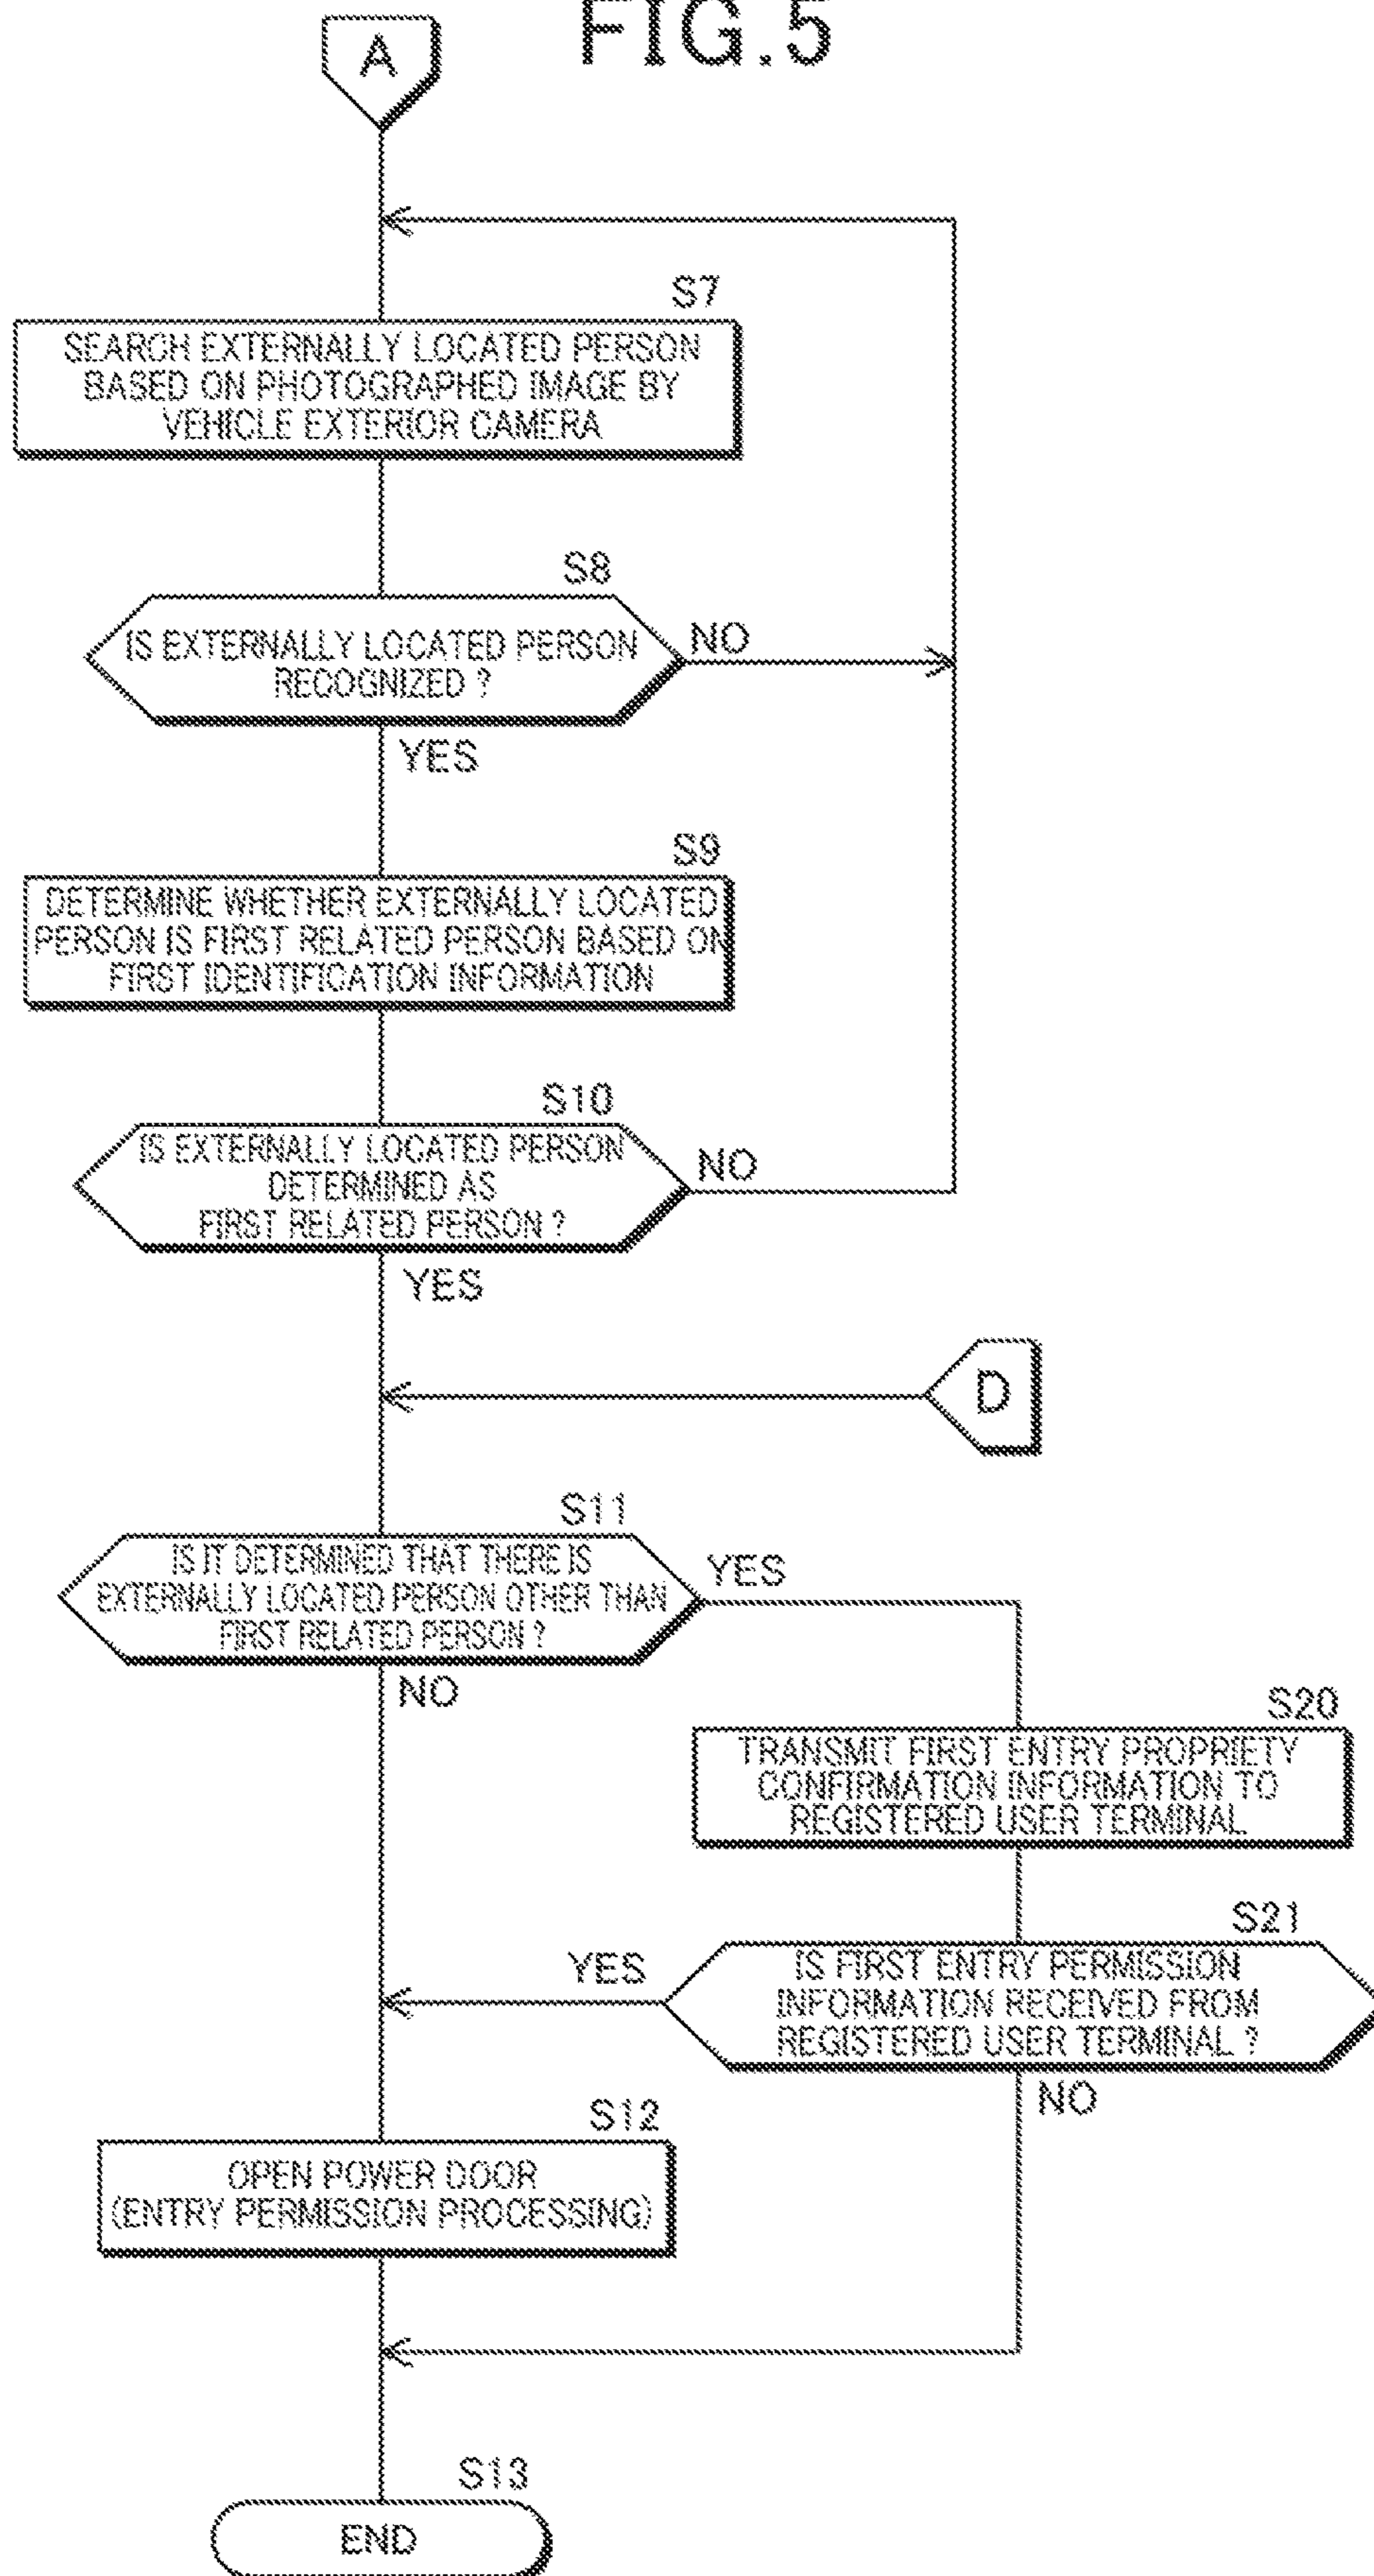 FIG.5
A
S7
SEARCH EXTERNALLY LOCATED PERSON
BASED ON PHOTOGRAPHED IMAGE BY
VEHICLE EXTERIOR CAMERA
S8
IS EXTERNALLY LOCATED PERSON
RECOGNIZED ?
NO
YES
S9
DETERMINE WHETHER EXTERNALLY LOCATED
PERSON IS FIRST RELATED PERSON BASED ON
FIRST IDENTIFICATION INFORMATION
S10
IS EXTERNALLY LOCATED PERSON
DETERMINED AS
FIRST RELATED PERSON ?
NO
YES
D
S11
IS IT DETERMINED THAT THERE IS
EXTERNALLY LOCATED PERSON OTHER THAN
FIRST RELATED PERSON ?
YES
NO
S20
TRANSMIT FIRST ENTRY PROPRIETY
CONFIRMATION INFORMATION TO
REGISTERED USER TERMINAL
S21
IS FIRST ENTRY PERMISSION
INFORMATION RECEIVED FROM
REGISTERED USER TERMINAL ?
YES
NO
S12
OPEN POWER DOOR
(ENTRY PERMISSION PROCESSING)
S13
END